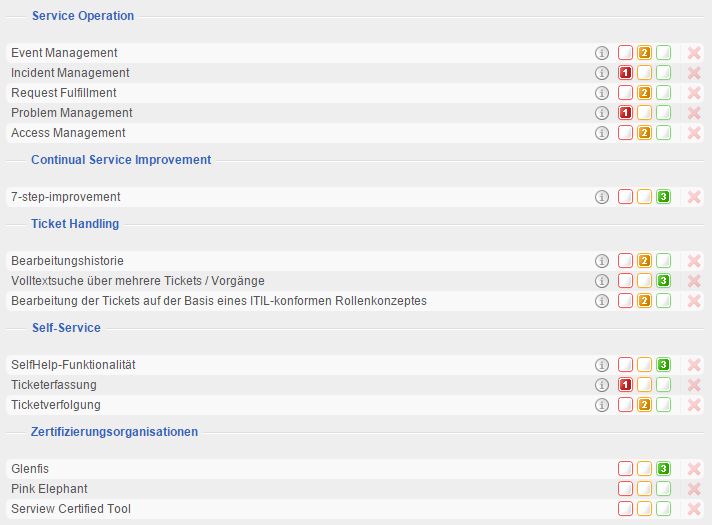 Service Operation
Event Management i 2
Incident Management i 1
Request Fulfillment i 2
Problem Management i 1
Access Management i 2
Continual Service Improvement
7-step-improvement i 3
Ticket Handling
Bearbeitungshistorie i 2
Volltextsuche über mehrere Tickets / Vorgänge i 3
Bearbeitung der Tickets auf der Basis eines ITIL-konformen Rollenkonzeptes i 2
Self-Service
SelfHelp-Funktionalität i 3
Ticketerfassung i 1
Ticketverfolgung i 2
Zertifizierungsorganisationen
Glenfis 3
Pink Elephant
Serview Certified Tool